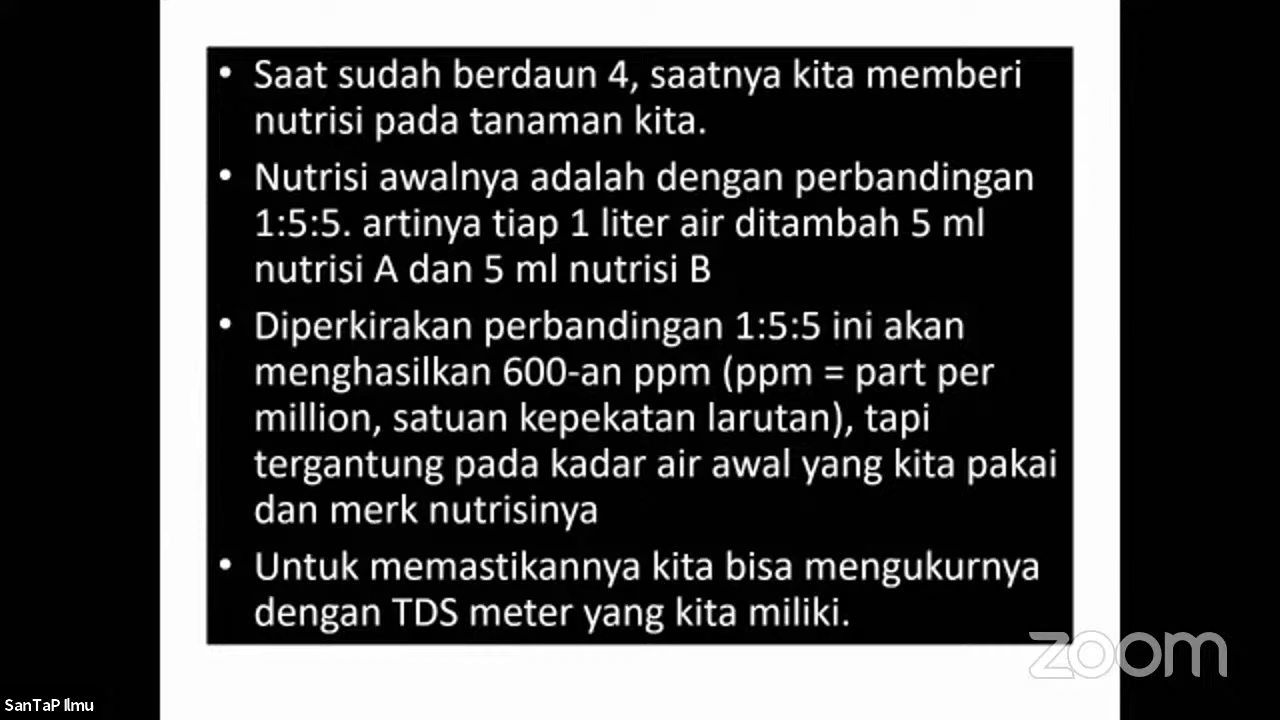 • Saat sudah berdaun 4, saatnya kita memberi
nutrisi pada tanaman kita.
• Nutrisi awalnya adalah dengan perbandingan
1:5:5. artinya tiap 1 liter air ditambah 5 ml
nutrisi A dan 5 ml nutrisi B
• Diperkirakan perbandingan 1:5:5 ini akan
menghasilkan 600-an ppm (ppm = part per
million, satuan kepekatan larutan), tapi
tergantung pada kadar air awal yang kita pakai
dan merk nutrisinya
• Untuk memastikannya kita bisa mengukurnya
dengan TDS meter yang kita miliki.
zoom
SanTaP Ilmu